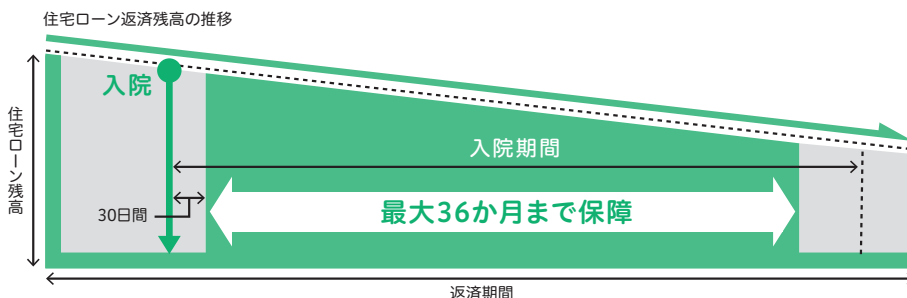 住宅ローン返済残高の推移
入院
住宅ローン残高
入院期間
30日間
最大36か月まで保障
返済期間